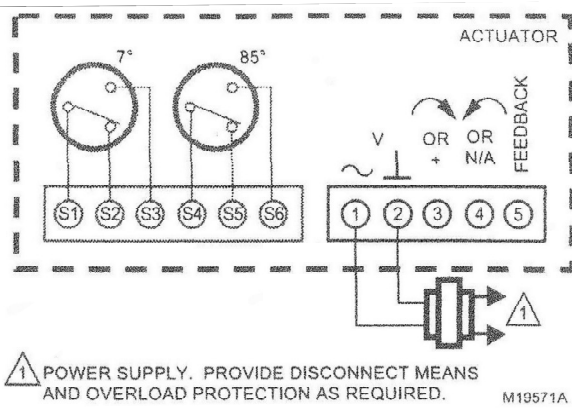 ACTUATOR
7° 85°
V OR + OR N/A FEEDBACK
S1 S2 S3 S4 S5 S6 1 2 3 4 5
1
1 POWER SUPPLY. PROVIDE DISCONNECT MEANS
AND OVERLOAD PROTECTION AS REQUIRED.
M19571A